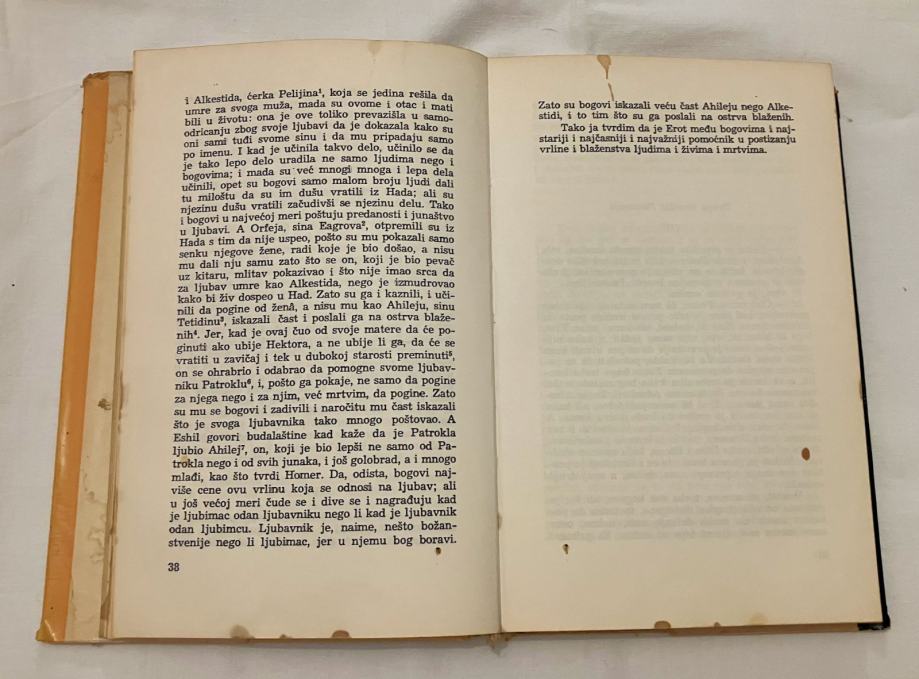 i Alkestida, ćerka Pelijina¹, koja se jedina rešila da
umre za svoga muža, mada su ovome i otac i mati
bili u životu: ona je ove toliko prevazišla u samo-
odricanju zbog svoje ljubavi da je dokazala kako su
oni sami tuđi svome sinu i da mu pripadaju samo
po imenu. I kad je učinila takvo delo, učinilo se da
je tako lepo delo uradila ne samo ljudima nego i
bogovima; i mada su već mnogi mnoga i lepa dela
učinili, opet su bogovi samo malom broju ljudi dali
tu milоštu da su im dušu vratili iz Hada; ali su
njezinu dušu vratili začudivši se njezinu delu. Tako
i bogovi u najvećoj meri poštuju predanosti i junaštvo
u ljubavi. A Orfeja, sina Eagrova², otpremili su iz
Hada s tim da nije uspeo, pošto su mu pokazali samo
senku njegove žene, radi koje je bio došao, a nisu
mu dali nju samu zato što se on, koji je bio pevač
uz kitaru, mlitav pokazivao i što nije imao srca da
za ljubav umre kao Alkestida, nego je izmudrovao
kako bi živ dospeo u Had. Zato su ga i kaznili, i uči-
nili da pogine odženâ, a nisu mu kao Ahileju, sinu
Tetidinu³, iskazali čast i poslali ga na ostrva blaže-
nih⁴. Jer, kad je ovaj čuo od svoje matere da će po-
ginuti ako ubije Hektora, a ne ubije li ga, da će se
vratiti u zavičaj i tek u dubokoj starosti preminuti⁵,
on se ohrabrio i odabrao da pomogne svome ljubav-
niku Patroklu⁶, i, pošto ga pokaje, ne samo da pogine
za njega nego i za njim, već mrtvim, da pogine. Zato
su mu se bogovi i zadivili i naročitu mu čast iskazali
što je svoga ljubavnika tako mnogo poštovao. A
Eshil govori budalaštine kad kaže da je Patrokla
ljubio Ahilej⁷, on, koji je bio lepši ne samo od Pa-
trokla nego i od svih junaka, i još golobrad, a i mnogo
mlađi, kao što tvrdi Homer. Da, odista, bogovi naj-
više cene ovu vrlinu koja se odnosi na ljubav; ali
u još većoj meri čude se i dive se i nagrađuju kad
je ljubimac odan ljubavniku nego li kad je ljubavnik
odan ljubimcu. Ljubavnik je, naime, nešto božan-
stvenije nego li ljubimac, jer u njemu bog boravi.
38
Zato su bogovi iskazali veću čast Ahileju nego Alke-
stidi, i to tim što su ga poslali na ostrva blaženih.
Tako ja tvrdim da je Erot među bogovima i naj-
stariji i najčasniji i najvažniji pomoćnik u postizanju
vrline i blaženstva ljudima i živima i mrtvima.